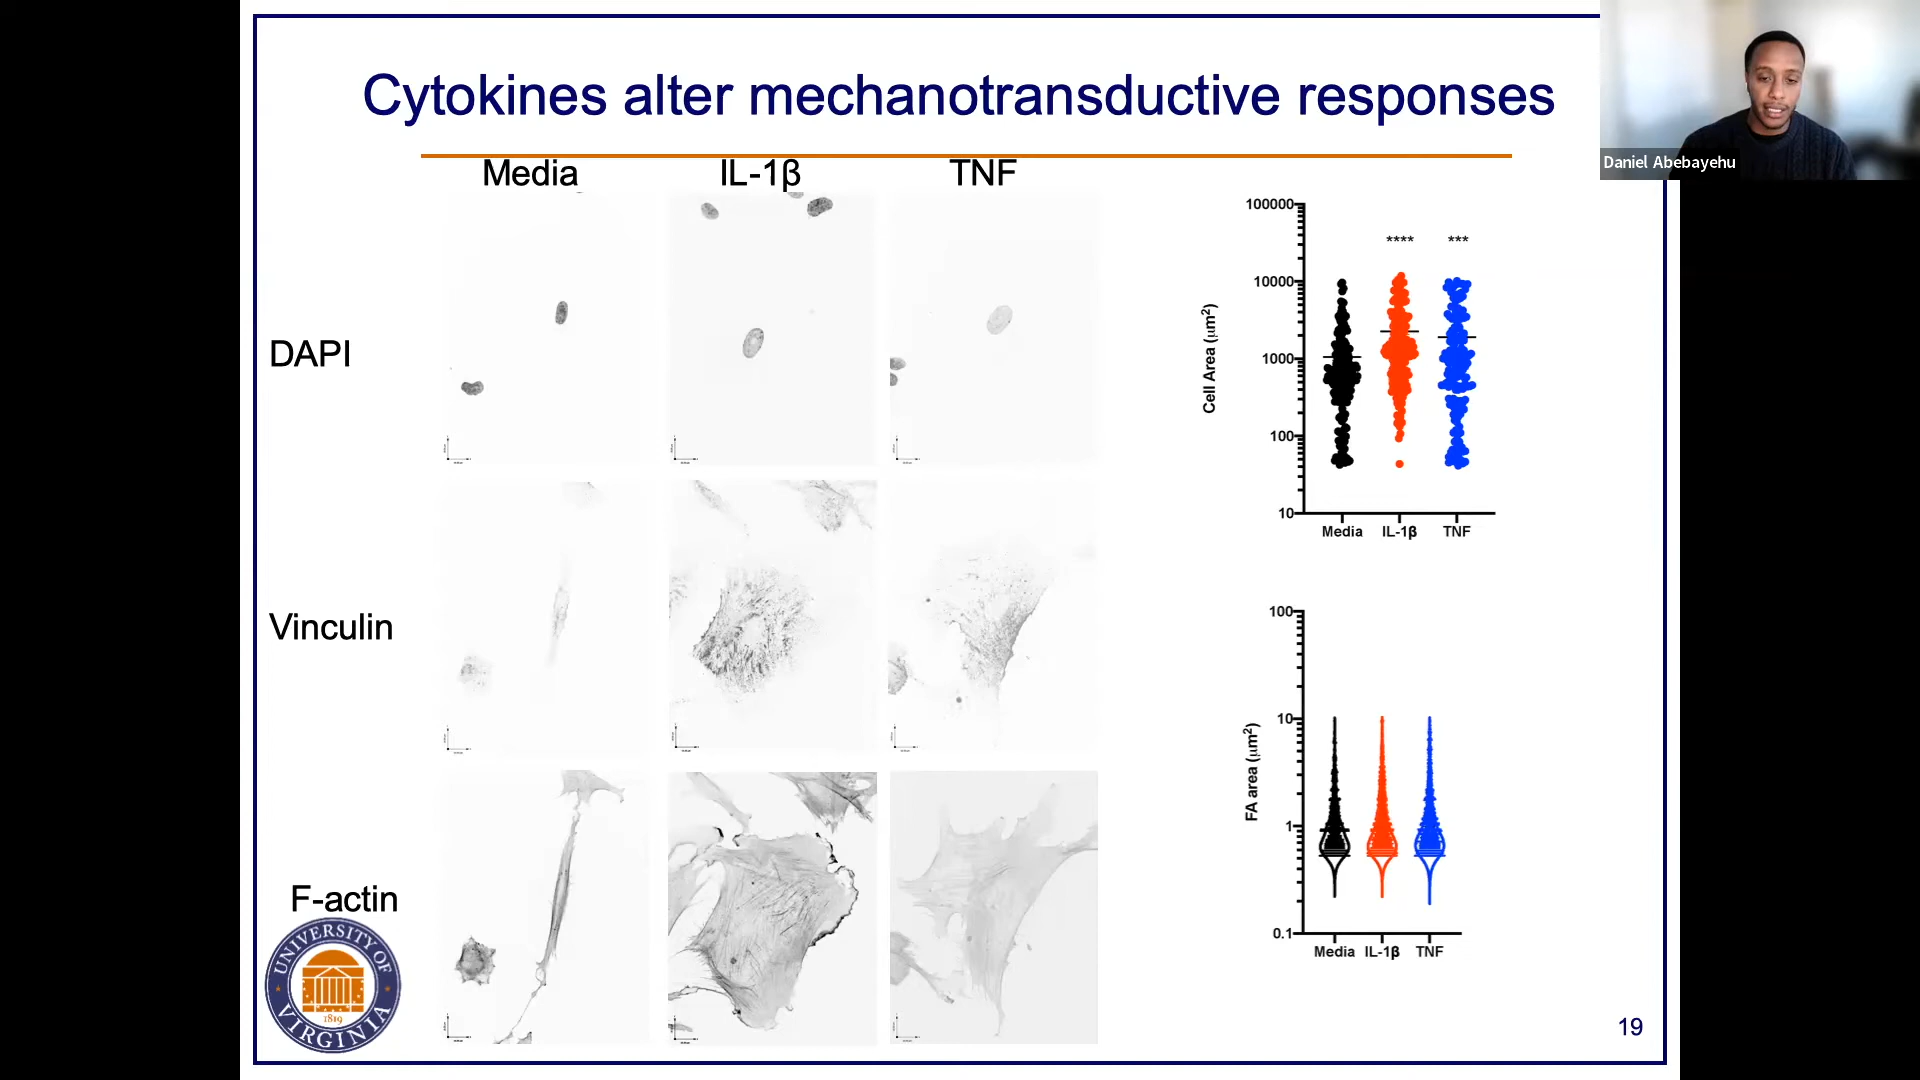 Cytokines alter mechanotransductive responses
Daniel Abebayehu
Media IL-1β TNF
DAPI
Vinculin
F-actin
100000
10000
1000
100
10
Cell Area (μm²)
**** ***
Media IL-1β TNF
100
10
1
0.1
FA area (μm²)
Media IL-1β TNF
UNIVERSITY OF VIRGINIA
1819
19